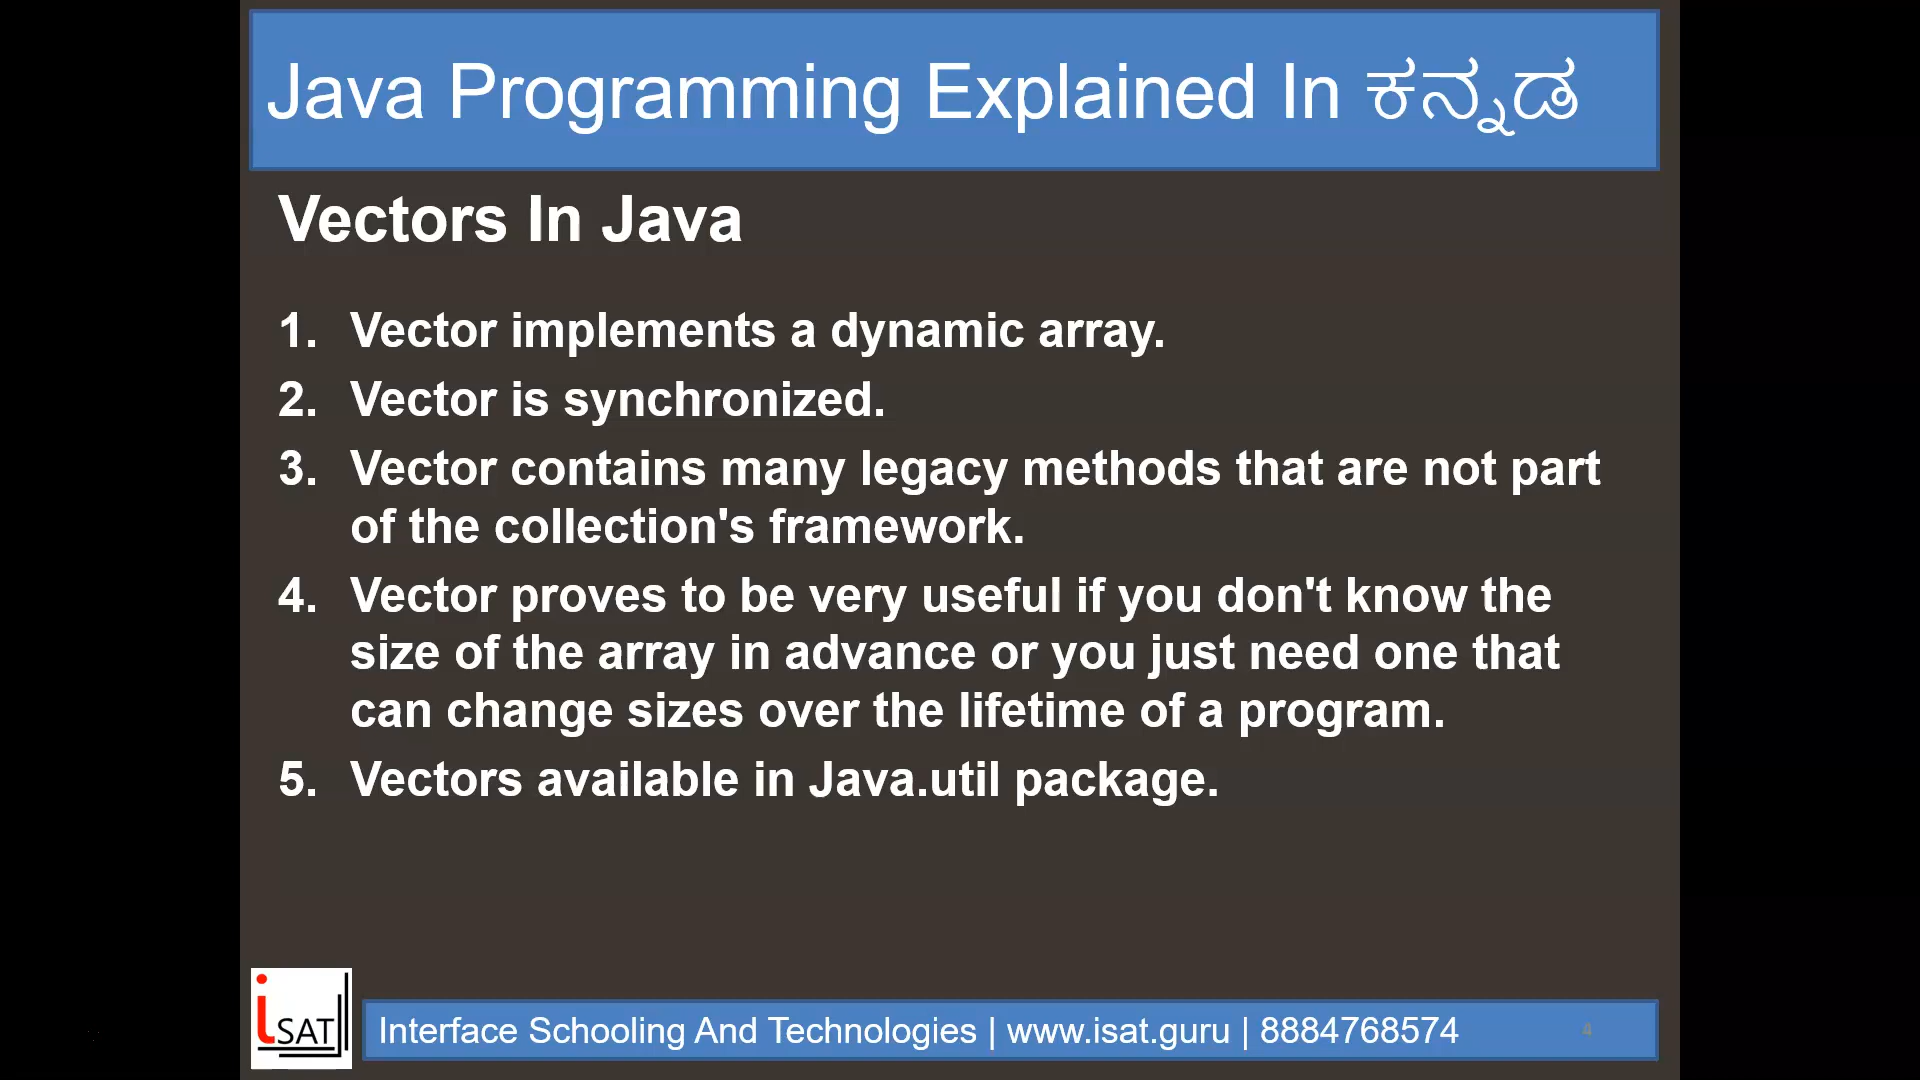 Java Programming Explained In ಕನ್ನಡ
Vectors In Java
1. Vector implements a dynamic array.
2. Vector is synchronized.
3. Vector contains many legacy methods that are not part
of the collection's framework.
4. Vector proves to be very useful if you don't know the
size of the array in advance or you just need one that
can change sizes over the lifetime of a program.
5. Vectors available in Java.util package.
iSAT
Interface Schooling And Technologies | www.isat.guru | 8884768574
4